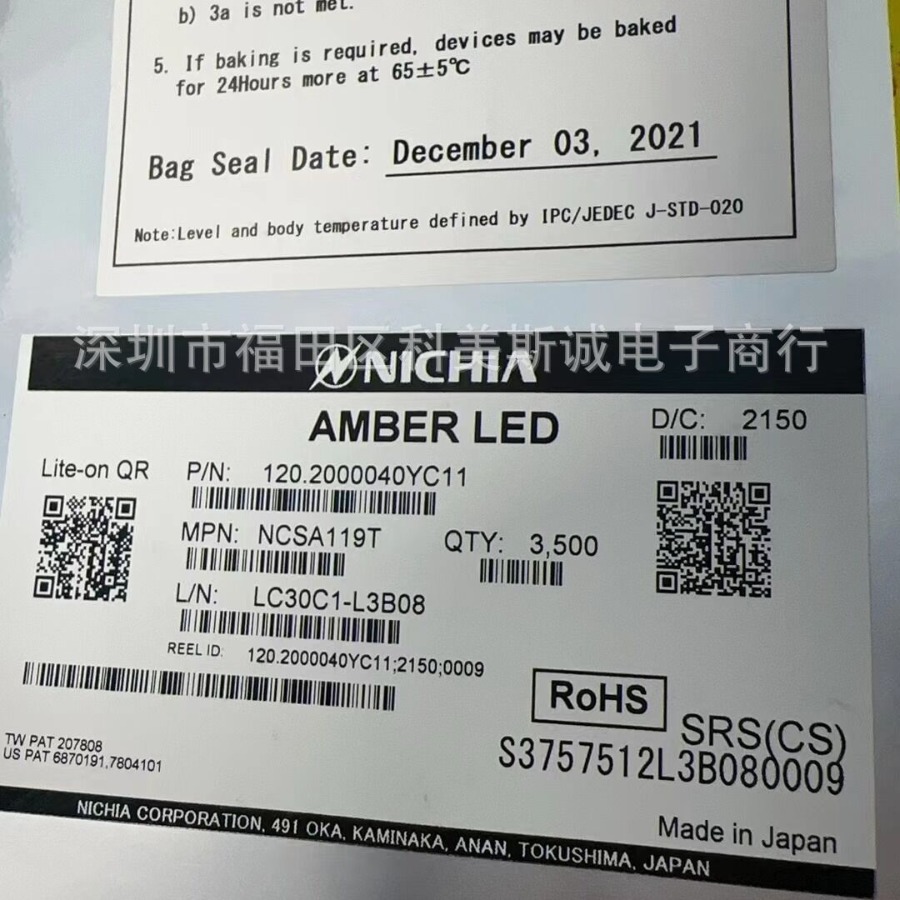 b) 3a is not met.
5. If baking is required, devices may be baked
for 24Hours more at 65±5℃
Bag Seal Date: December 03, 2021
Note:Level and body temperature defined by IPC/JEDEC J-STD-020
深圳市福田区科美斯诚电子商行
NICHIA
AMBER LED
D/C: 2150
Lite-on QR
P/N: 120.2000040YC11
MPN: NCSA119T
QTY: 3,500
L/N: LC30C1-L3B08
REEL ID: 120.2000040YC11;2150;0009
RoHS
SRS(CS)
S3757512L3B080009
TW PAT 207808
US PAT 6870191,7804101
Made in Japan
NICHIA CORPORATION, 491 OKA, KAMINAKA, ANAN, TOKUSHIMA, JAPAN